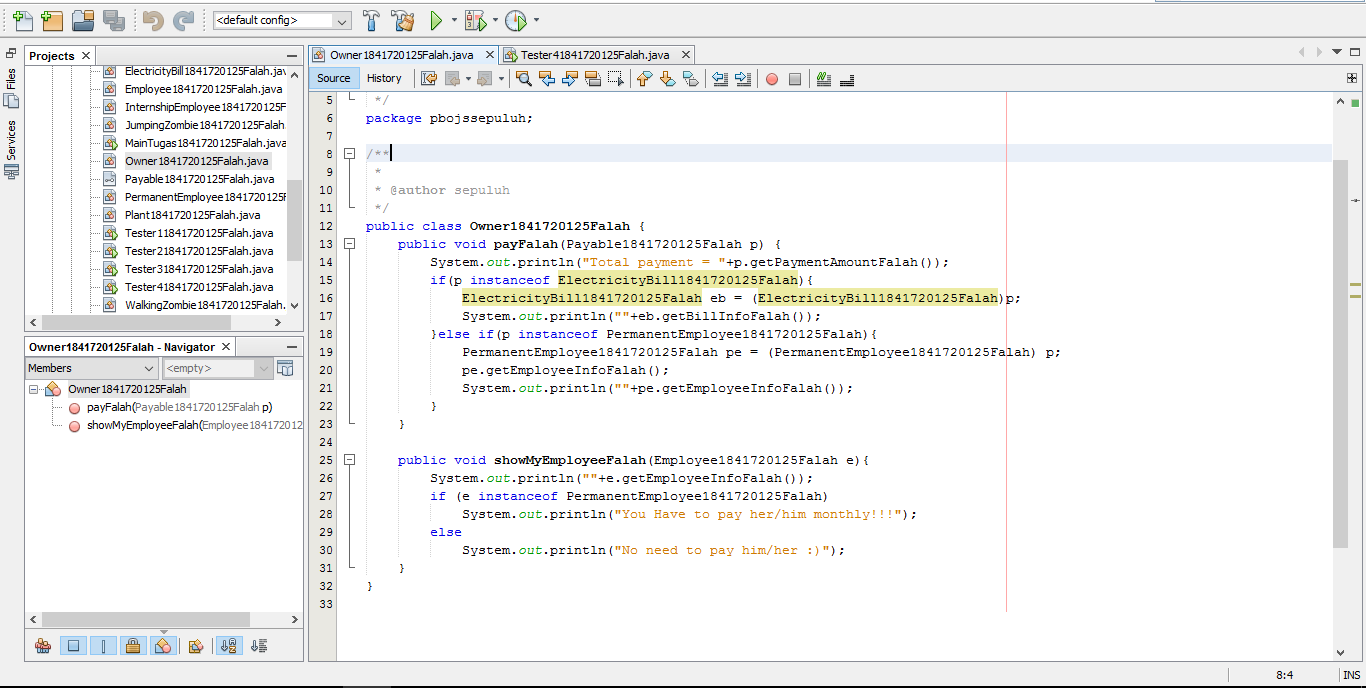 <default config>
Projects
Files
Services
ElectricityBill1841720125Falah.jav
Employee1841720125Falah.java
InternshipEmployee1841720125F
JumpingZombie1841720125Falah.
MainTugas1841720125Falah.java
Owner1841720125Falah.java
Payable1841720125Falah.java
PermanentEmployee1841720125F
Plant1841720125Falah.java
Tester11841720125Falah.java
Tester21841720125Falah.java
Tester31841720125Falah.java
Tester41841720125Falah.java
WalkingZombie1841720125Falah.
Owner1841720125Falah - Navigator
Members
<empty>
Owner1841720125Falah
payFalah(Payable1841720125Falah p)
showMyEmployeeFalah(Employee184172012
Owner1841720125Falah.java
Tester41841720125Falah.java
Source
History
5 */
6 package pbojssepuluh;
7
8 /**
9 *
10 * @author sepuluh
11 */
12 public class Owner1841720125Falah {
13 public void payFalah(Payable1841720125Falah p) {
14 System.out.println("Total payment = "+p.getPaymentAmountFalah());
15 if(p instanceof ElectricityBill1841720125Falah){
16 ElectricityBill1841720125Falah eb = (ElectricityBill1841720125Falah)p;
17 System.out.println(""+eb.getBillInfoFalah());
18 }else if(p instanceof PermanentEmployee1841720125Falah){
19 PermanentEmployee1841720125Falah pe = (PermanentEmployee1841720125Falah) p;
20 pe.getEmployeeInfoFalah();
21 System.out.println(""+pe.getEmployeeInfoFalah());
22 }
23 }
24
25 public void showMyEmployeeFalah(Employee1841720125Falah e){
26 System.out.println(""+e.getEmployeeInfoFalah());
27 if (e instanceof PermanentEmployee1841720125Falah)
28 System.out.println("You Have to pay her/him monthly!!!");
29 else
30 System.out.println("No need to pay him/her :)");
31 }
32 }
33
8:4
INS